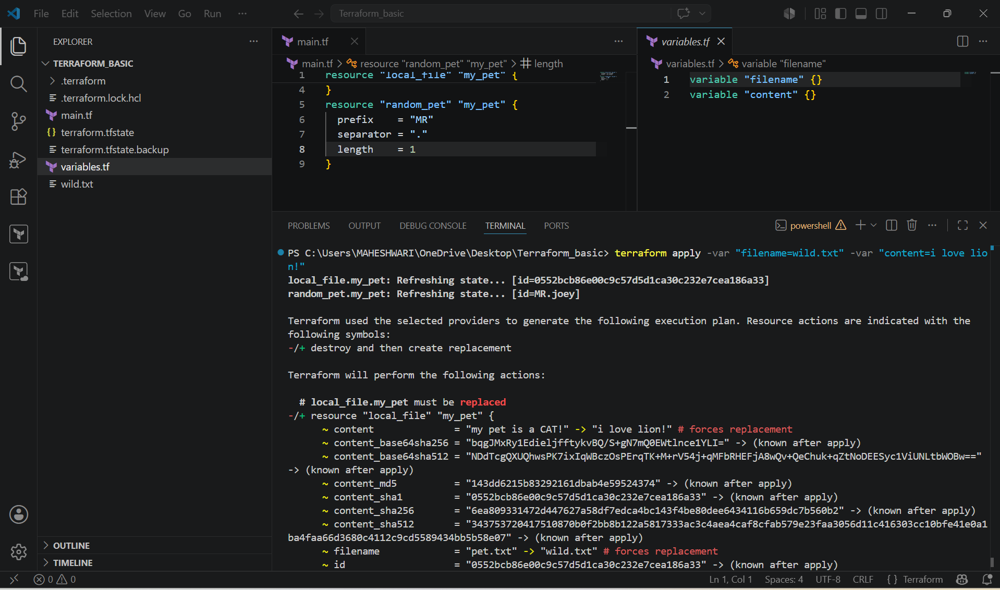 File Edit Selection View Go Run ··· Terraform_basic
EXPLORER
TERRAFORM_BASIC
.terraform
.terraform.lock.hcl
main.tf
terraform.tfstate
terraform.tfstate.backup
variables.tf
wild.txt
OUTLINE
TIMELINE
main.tf
main.tf > resource "random_pet" "my_pet" > length
1 resource "local_file" "my_pet" {
4 }
5 resource "random_pet" "my_pet" {
6 prefix    = "MR"
7 separator = "."
8 length    = 1
9 }
variables.tf
variables.tf > variable "filename"
1 variable "filename" {}
2 variable "content" {}
PROBLEMS OUTPUT DEBUG CONSOLE TERMINAL PORTS powershell
PS C:\Users\MAHESHWARI\OneDrive\Desktop\Terraform_basic> terraform apply -var "filename=wild.txt" -var "content=i love lio
n!"
local_file.my_pet: Refreshing state... [id=0552bcb86e00c9c57d5d1ca30c232e7cea186a33]
random_pet.my_pet: Refreshing state... [id=MR.joey]
Terraform used the selected providers to generate the following execution plan. Resource actions are indicated with the
following symbols:
-/+ destroy and then create replacement
Terraform will perform the following actions:
# local_file.my_pet must be replaced
-/+ resource "local_file" "my_pet" {
~ content              = "my pet is a CAT!" -> "i love lion!" # forces replacement
~ content_base64sha256 = "bqgJMxRy1EdieljfftykvBQ/S+gN7mQ0EWtlnce1YLI=" -> (known after apply)
~ content_base64sha512 = "NDdTcgQXUQhwsPK7ixIqWBczOsPErqTK+M+rV54j+qMFbRHEFjA8wQv+QeChuk+qZtNoDEESyc1ViUNLtbWOBw=="
-> (known after apply)
~ content_md5          = "143dd6215b83292161dbab4e59524374" -> (known after apply)
~ content_sha1         = "0552bcb86e00c9c57d5d1ca30c232e7cea186a33" -> (known after apply)
~ content_sha256       = "6ea809331472d447627a58df7edca4bc143f4be80dee6434116b659dc7b560b2" -> (known after apply)
~ content_sha512       = "343753720417510870b0f2bb8b122a5817333ac3c4aea4caf8cfab579e23faa3056d11c416303cc10bfe41e0a1
ba4faa66d3680c4112c9cd5589434bb5b58e07" -> (known after apply)
~ filename             = "pet.txt" -> "wild.txt" # forces replacement
~ id                   = "0552bcb86e00c9c57d5d1ca30c232e7cea186a33" -> (known after apply)
0 0 Ln 1, Col 1 Spaces: 4 UTF-8 CRLF { } Terraform